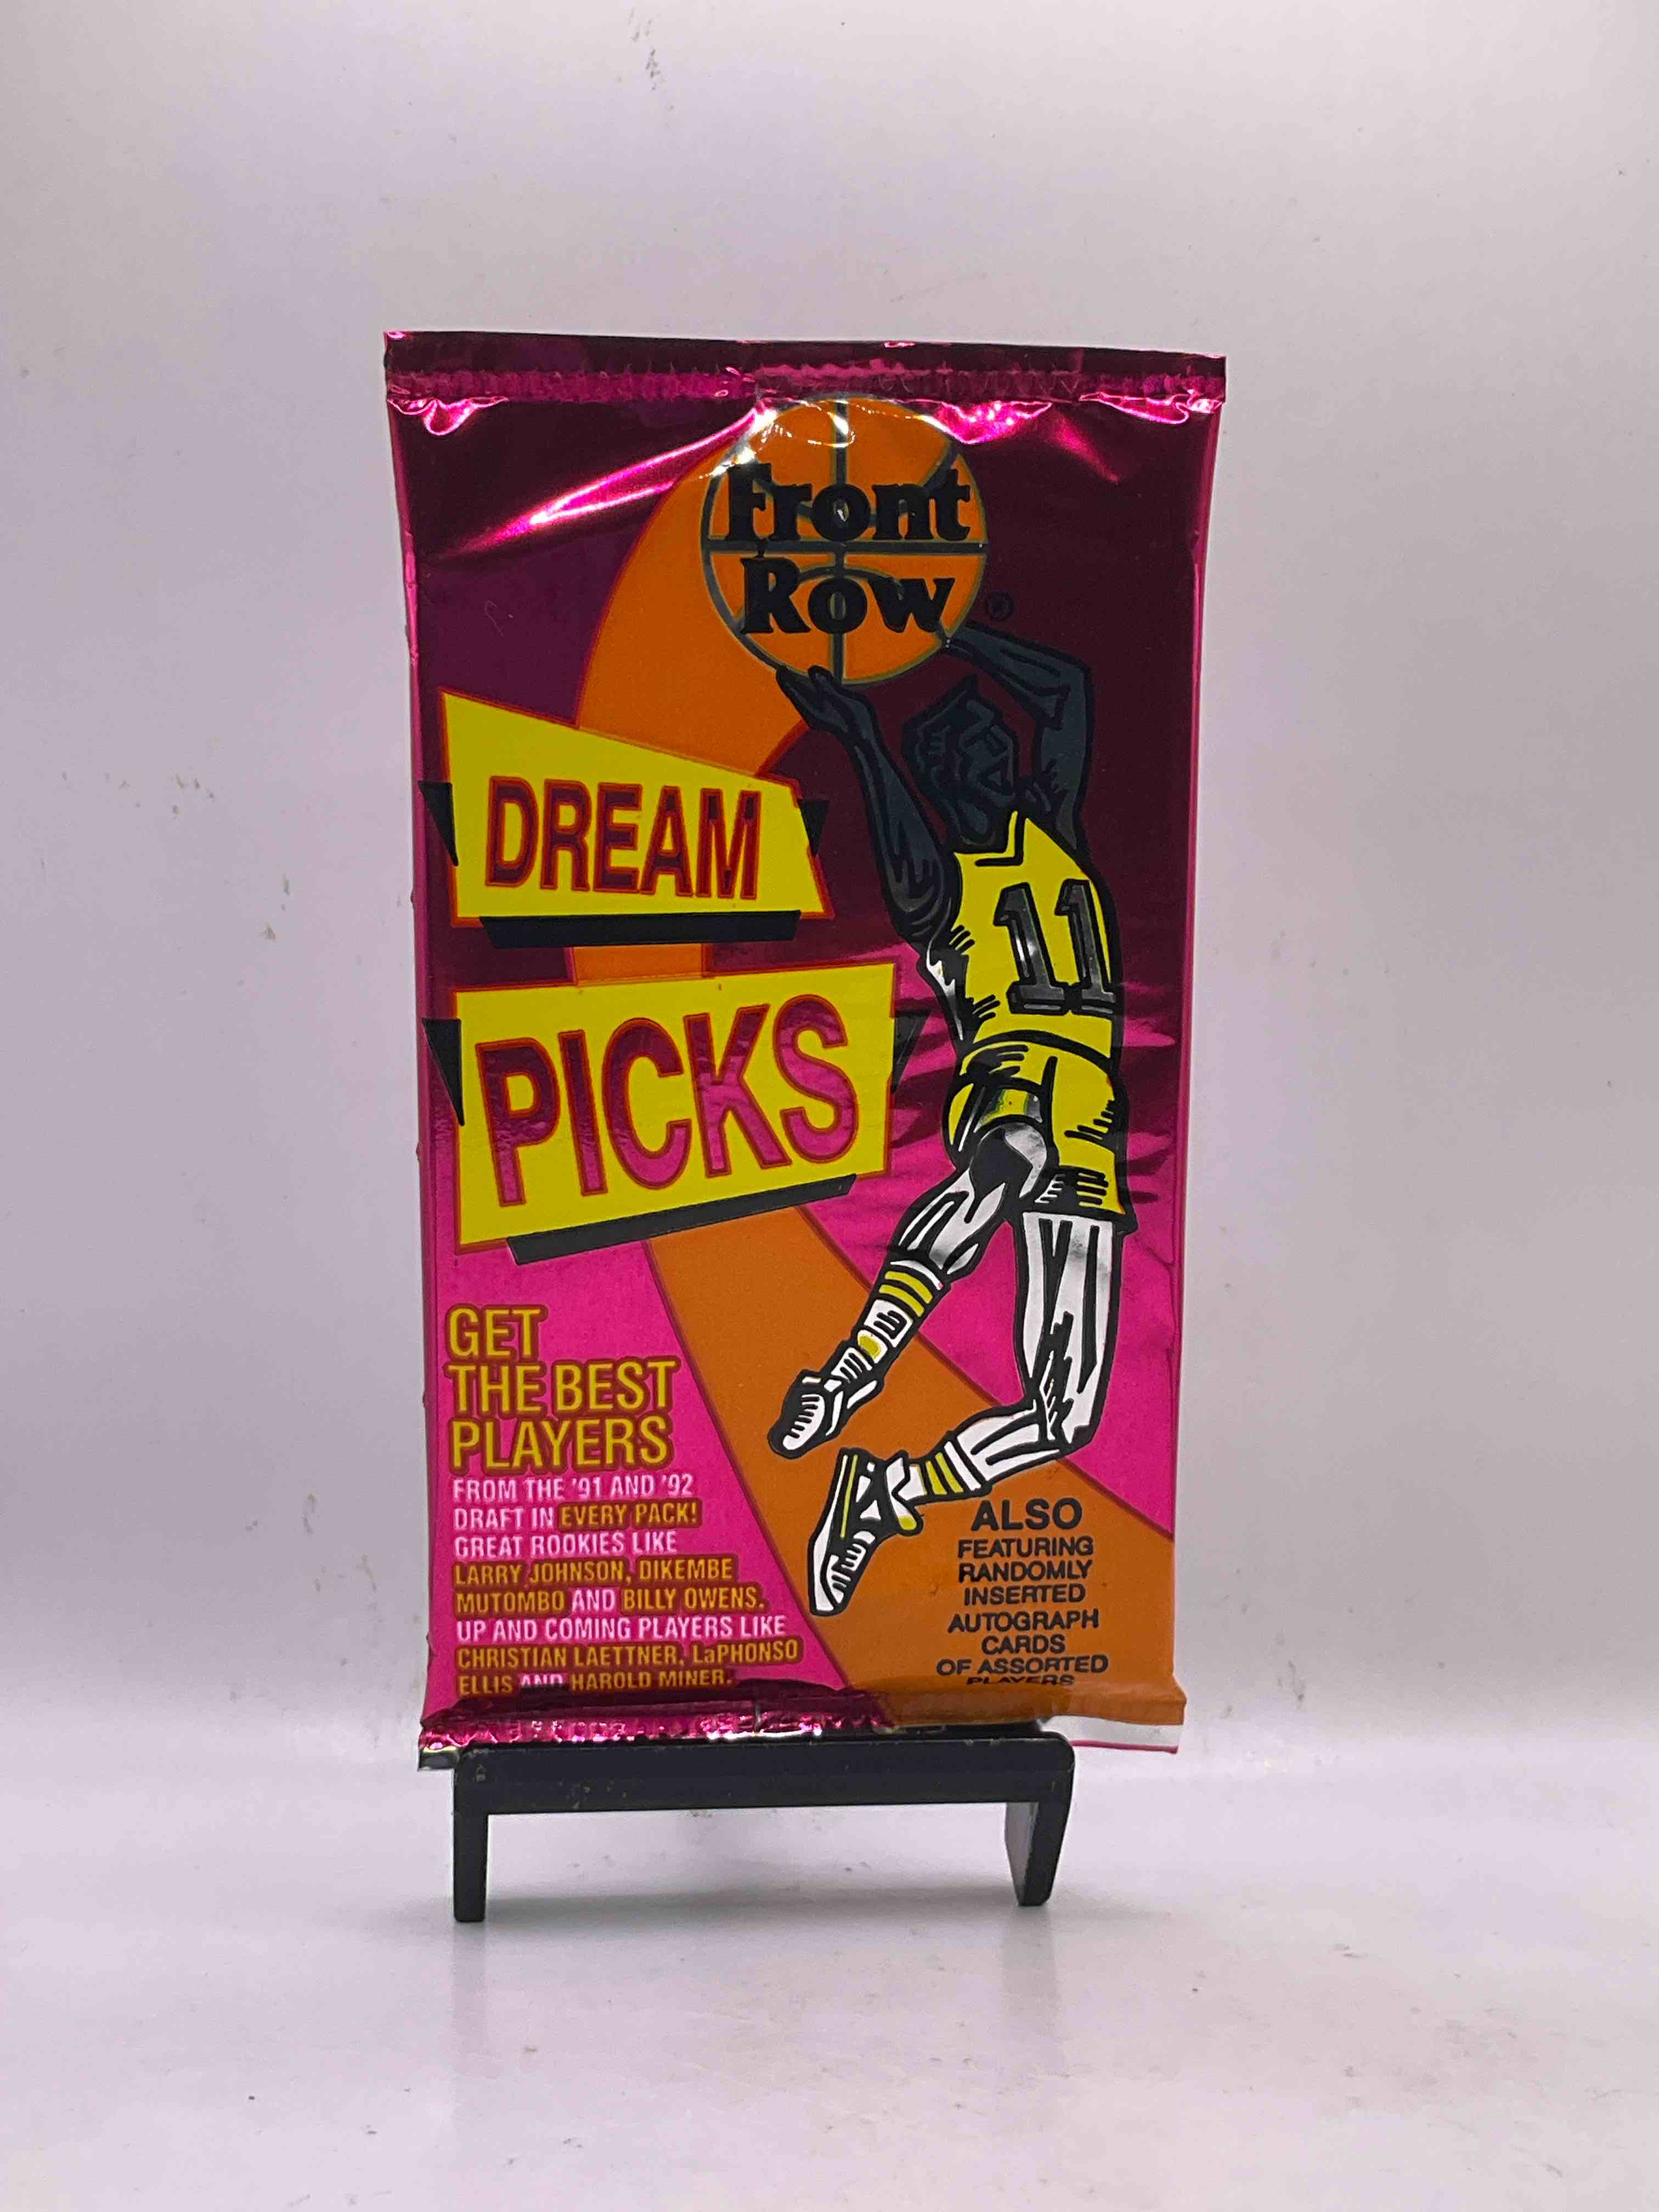 Front
Row
®
DREAM
PICKS
11
GET
THE BEST
PLAYERS
FROM THE '91 AND '92
DRAFT IN EVERY PACK!
GREAT ROOKIES LIKE
LARRY JOHNSON, DIKEMBE
MUTOMBO AND BILLY OWENS.
UP AND COMING PLAYERS LIKE
CHRISTIAN LAETTNER, LaPHONSO
ELLIS AND HAROLD MINER.
ALSO
FEATURING
RANDOMLY
INSERTED
AUTOGRAPH
CARDS
OF ASSORTED
PLAYERS